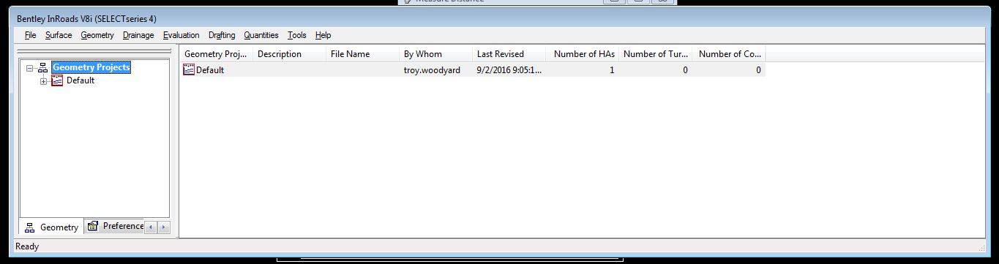 Measure Distance
Bentley InRoads V8i (SELECTseries 4)
File Surface Geometry Drainage Evaluation Drafting Quantities Tools Help
Geometry Proj... Description File Name By Whom Last Revised Number of HAs Number of Tur... Number of Co...
Geometry Projects
Default
Default troy.woodyard 9/2/2016 9:05:1... 1 0 0
Geometry Preference
Ready